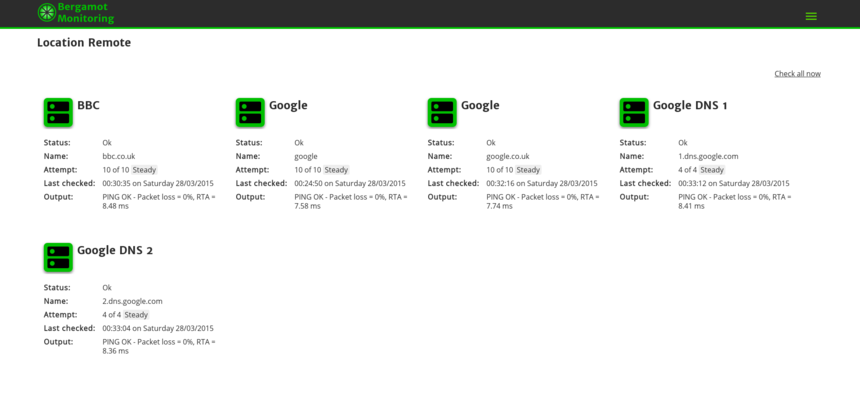 Bergamot
Monitoring
Location Remote
Check all now
BBC
Status: Ok
Name: bbc.co.uk
Attempt: 10 of 10 Steady
Last checked: 00:30:35 on Saturday 28/03/2015
Output: PING OK - Packet loss = 0%, RTA =
8.48 ms
Google
Status: Ok
Name: google
Attempt: 10 of 10 Steady
Last checked: 00:24:50 on Saturday 28/03/2015
Output: PING OK - Packet loss = 0%, RTA =
7.58 ms
Google
Status: Ok
Name: google.co.uk
Attempt: 10 of 10 Steady
Last checked: 00:32:16 on Saturday 28/03/2015
Output: PING OK - Packet loss = 0%, RTA =
7.74 ms
Google DNS 1
Status: Ok
Name: 1.dns.google.com
Attempt: 4 of 4 Steady
Last checked: 00:33:12 on Saturday 28/03/2015
Output: PING OK - Packet loss = 0%, RTA =
8.41 ms
Google DNS 2
Status: Ok
Name: 2.dns.google.com
Attempt: 4 of 4 Steady
Last checked: 00:33:04 on Saturday 28/03/2015
Output: PING OK - Packet loss = 0%, RTA =
8.36 ms